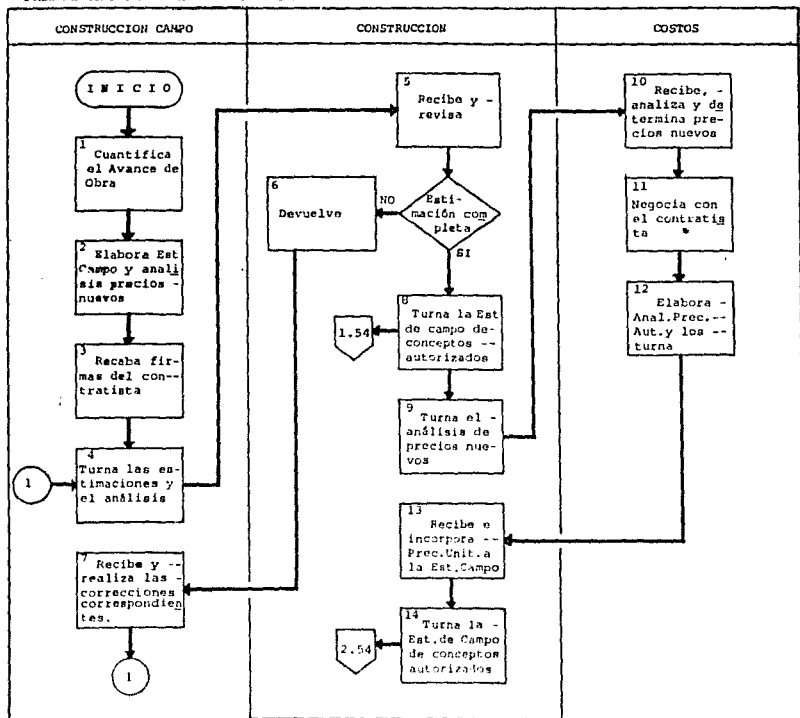 CONSTRUCCION CAMPO
CONSTRUCCION
COSTOS
I N I C I O
1
Cuantifica
el Avance de
Obra
2
Elabora Est
Campo y anali
sis precios -
nuevos
3
Recaba fir-
mas del con--
tratista
4
Turna las es-
timaciones y
el análisis
1
7
Recibe y --
realiza las -
correcciones
correspondien
tes.
1
5
Recibe y -
revisa
6
Devuelve
NO
Esti-
mación com
pleta
SI
8
Turna la Est
de campo de-
conceptos --
autorizados
1.54
9
Turna el -
análisis de
precios nue-
vos
13
Recibe e
incorpora --
Prec.Unit.a
la Est.Campo
14
Turna la -
Est.de Campo
de conceptos
autorizados
2.54
10
Recibe, -
analiza y de
termina pre-
cios nuevos
11
Negocia con
el contratis
ta
12
Elabora -
Anal.Prec.--
Aut.y los --
turna